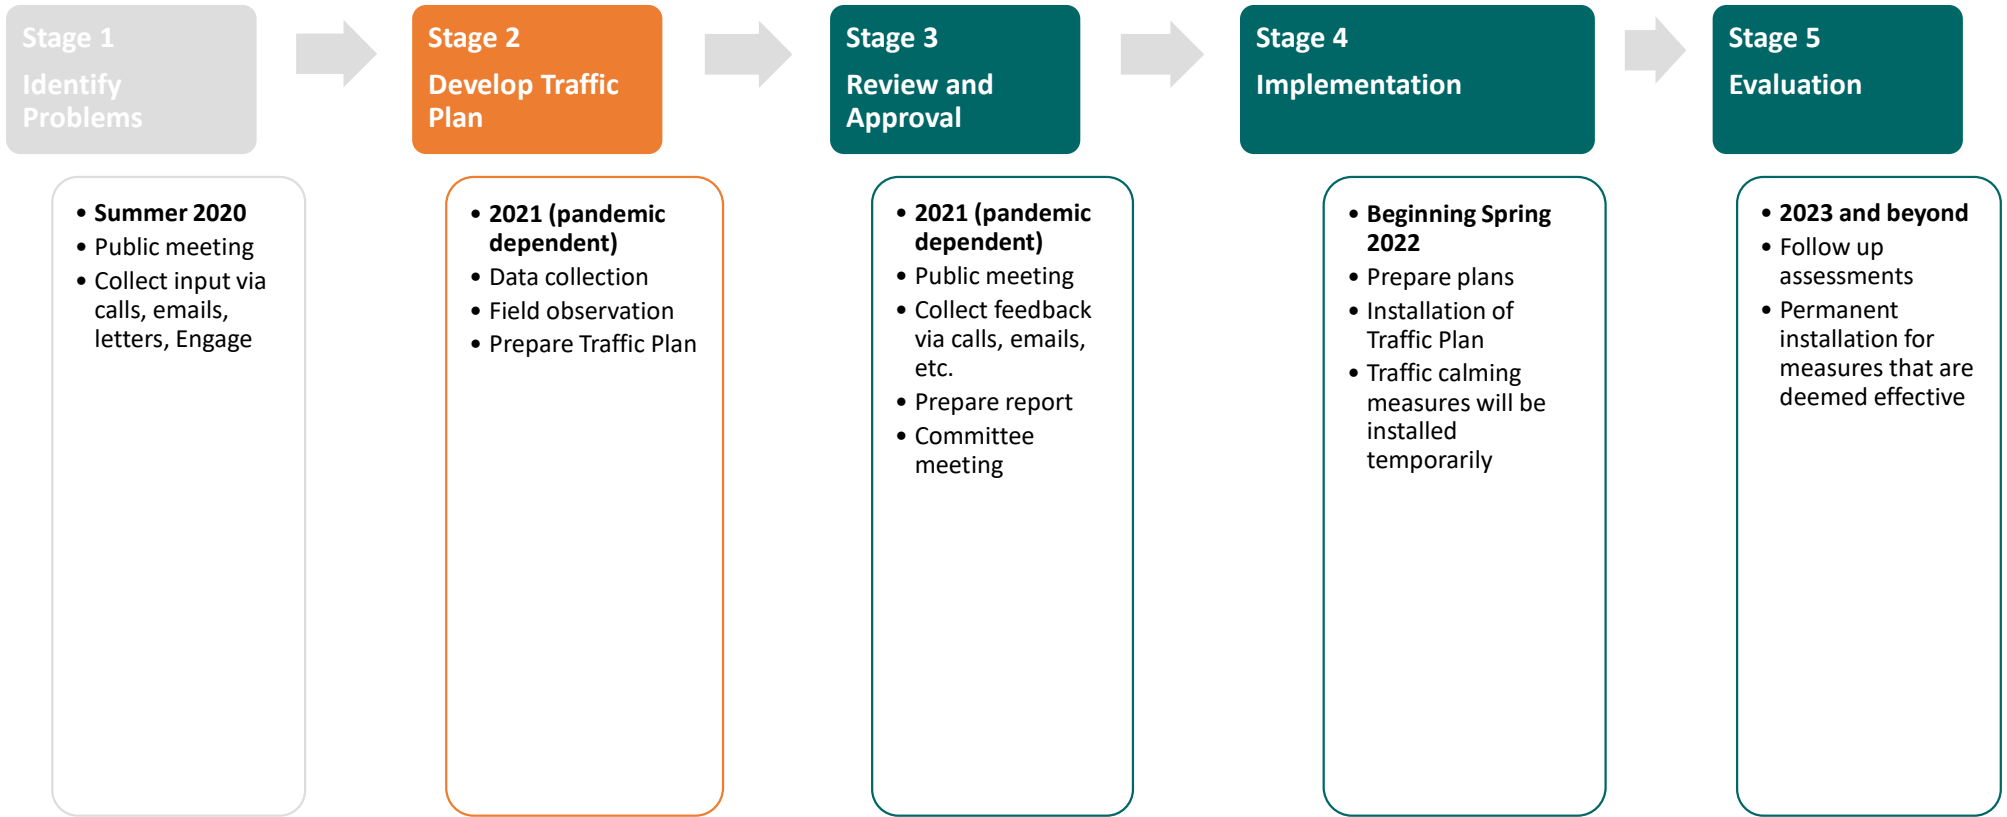 Stage 1
Identify
Problems
Stage 2
Develop Traffic
Plan
Stage 3
Review and
Approval
Stage 4
Implementation
Stage 5
Evaluation
• Summer 2020
• Public meeting
• Collect input via
calls, emails,
letters, Engage
• 2021 (pandemic
dependent)
• Data collection
• Field observation
• Prepare Traffic Plan
• 2021 (pandemic
dependent)
• Public meeting
• Collect feedback
via calls, emails,
etc.
• Prepare report
• Committee
meeting
• Beginning Spring
2022
• Prepare plans
• Installation of
Traffic Plan
• Traffic calming
measures will be
installed
temporarily
• 2023 and beyond
• Follow up
assessments
• Permanent
installation for
measures that are
deemed effective